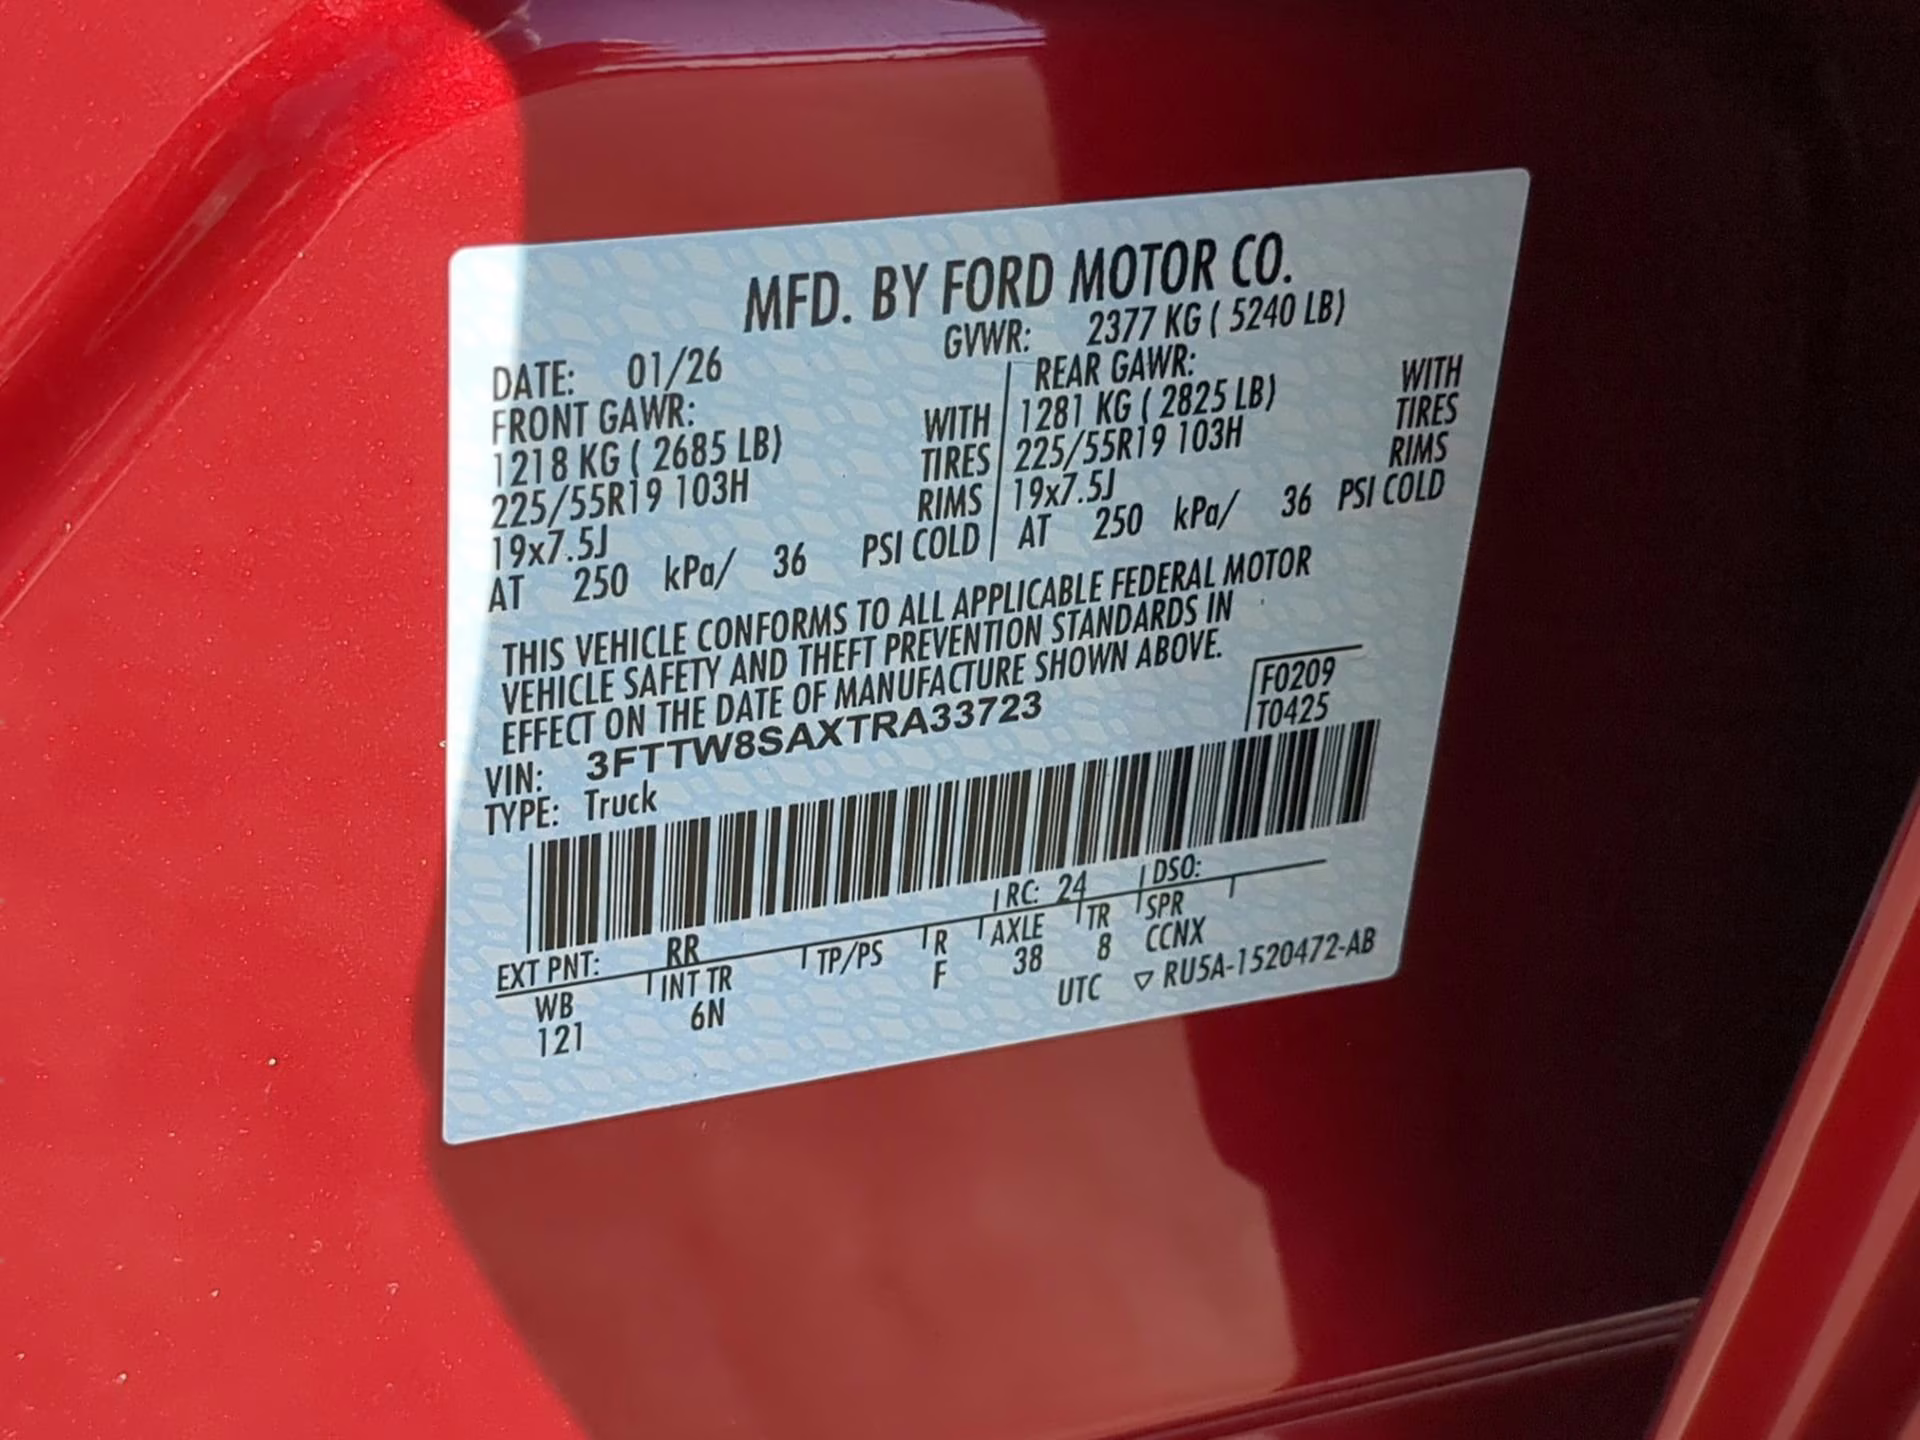 MFD. BY FORD MOTOR CO.
DATE: 01/26 GVWR: 2377 KG ( 5240 LB)
FRONT GAWR: REAR GAWR:
1218 KG ( 2685 LB) WITH 1281 KG ( 2825 LB) WITH
225/55R19 103H TIRES 225/55R19 103H TIRES
19x7.5J RIMS 19x7.5J RIMS
AT 250 kPa/ 36 PSI COLD AT 250 kPa/ 36 PSI COLD
THIS VEHICLE CONFORMS TO ALL APPLICABLE FEDERAL MOTOR
VEHICLE SAFETY AND THEFT PREVENTION STANDARDS IN
EFFECT ON THE DATE OF MANUFACTURE SHOWN ABOVE.
VIN: 3FTTW8SAXTRA33723 F0209
TYPE: Truck T0425
EXT PNT: RR RC: 24 DSO:
WB INT TR TP/PS R AXLE TR SPR
121 6N F 38 8 CCNX
UTC ▽ RU5A-1520472-AB